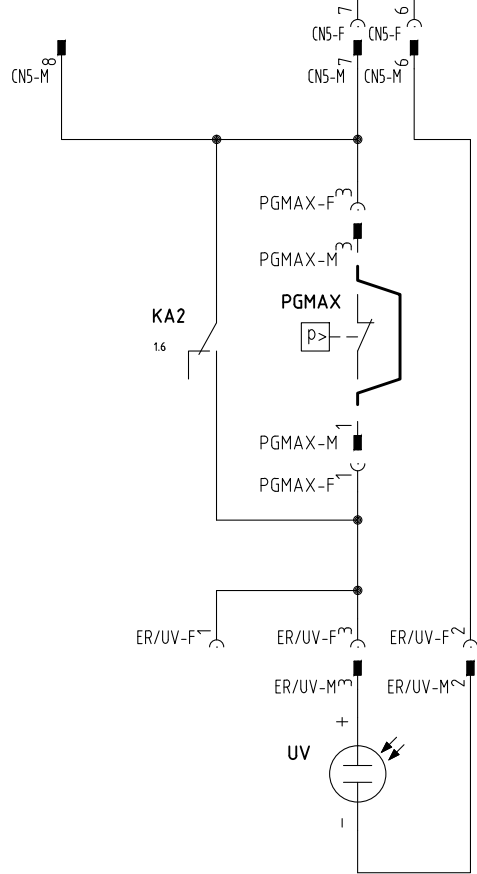 7 6
CN5-F CN5-F
8 7 6
CN5-M CN5-M CN5-M
PGMAX-F 3
PGMAX-M 3
PGMAX
KA2
p>
1.6
PGMAX-M 1
PGMAX-F 1
ER/UV-F 1 ER/UV-F 3 ER/UV-F 2
ER/UV-M 3 ER/UV-M 2
+
UV
-